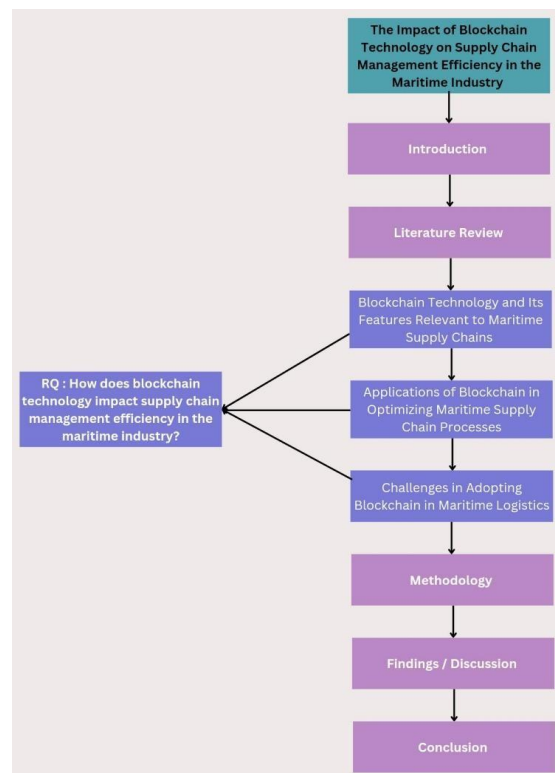 The Impact of Blockchain
Technology on Supply Chain
Management Efficiency in the
Maritime Industry
Introduction
Literature Review
Blockchain Technology and Its
Features Relevant to Maritime
Supply Chains
RQ : How does blockchain
technology impact supply chain
management efficiency in the
maritime industry?
Applications of Blockchain in
Optimizing Maritime Supply
Chain Processes
Challenges in Adopting
Blockchain in Maritime Logistics
Methodology
Findings / Discussion
Conclusion